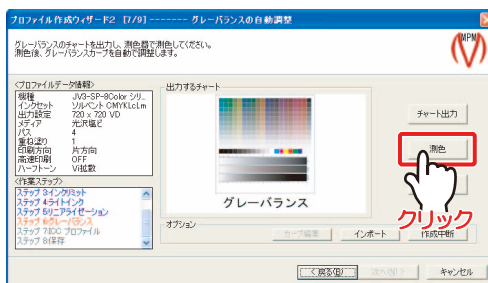 プロファイル作成ウィザード2 [7/9] ------- グレーバランスの自動調整
グレーバランスのチャートを出力し、測色器で測色してください。
測色後、グレーバランスカーブを自動で調整します。
MPM
<プロファイルデータ情報>
機種 JV3-SP-8Color シリ...
インクセット ソルベント CMYKLcLm
出力設定 720 x 720 VD
メディア 光沢塩ビ
パス 4
重ね塗り 1
印刷方向 片方向
高速印刷 OFF
ハーフトーン Vi拡散
<作業ステップ>
ステップ 3:インクリミット
ステップ 4:ライトインク
ステップ 5:リニアライゼーション
ステップ 6:グレーバランス
ステップ 7:ICC プロファイル
ステップ 8:保存
出力するチャート
グレーバランス
チャート出力
測色
クリック
オプション
カーブ編集
インポート
作成中断
< 戻る(B)
次へ(N) >
キャンセル